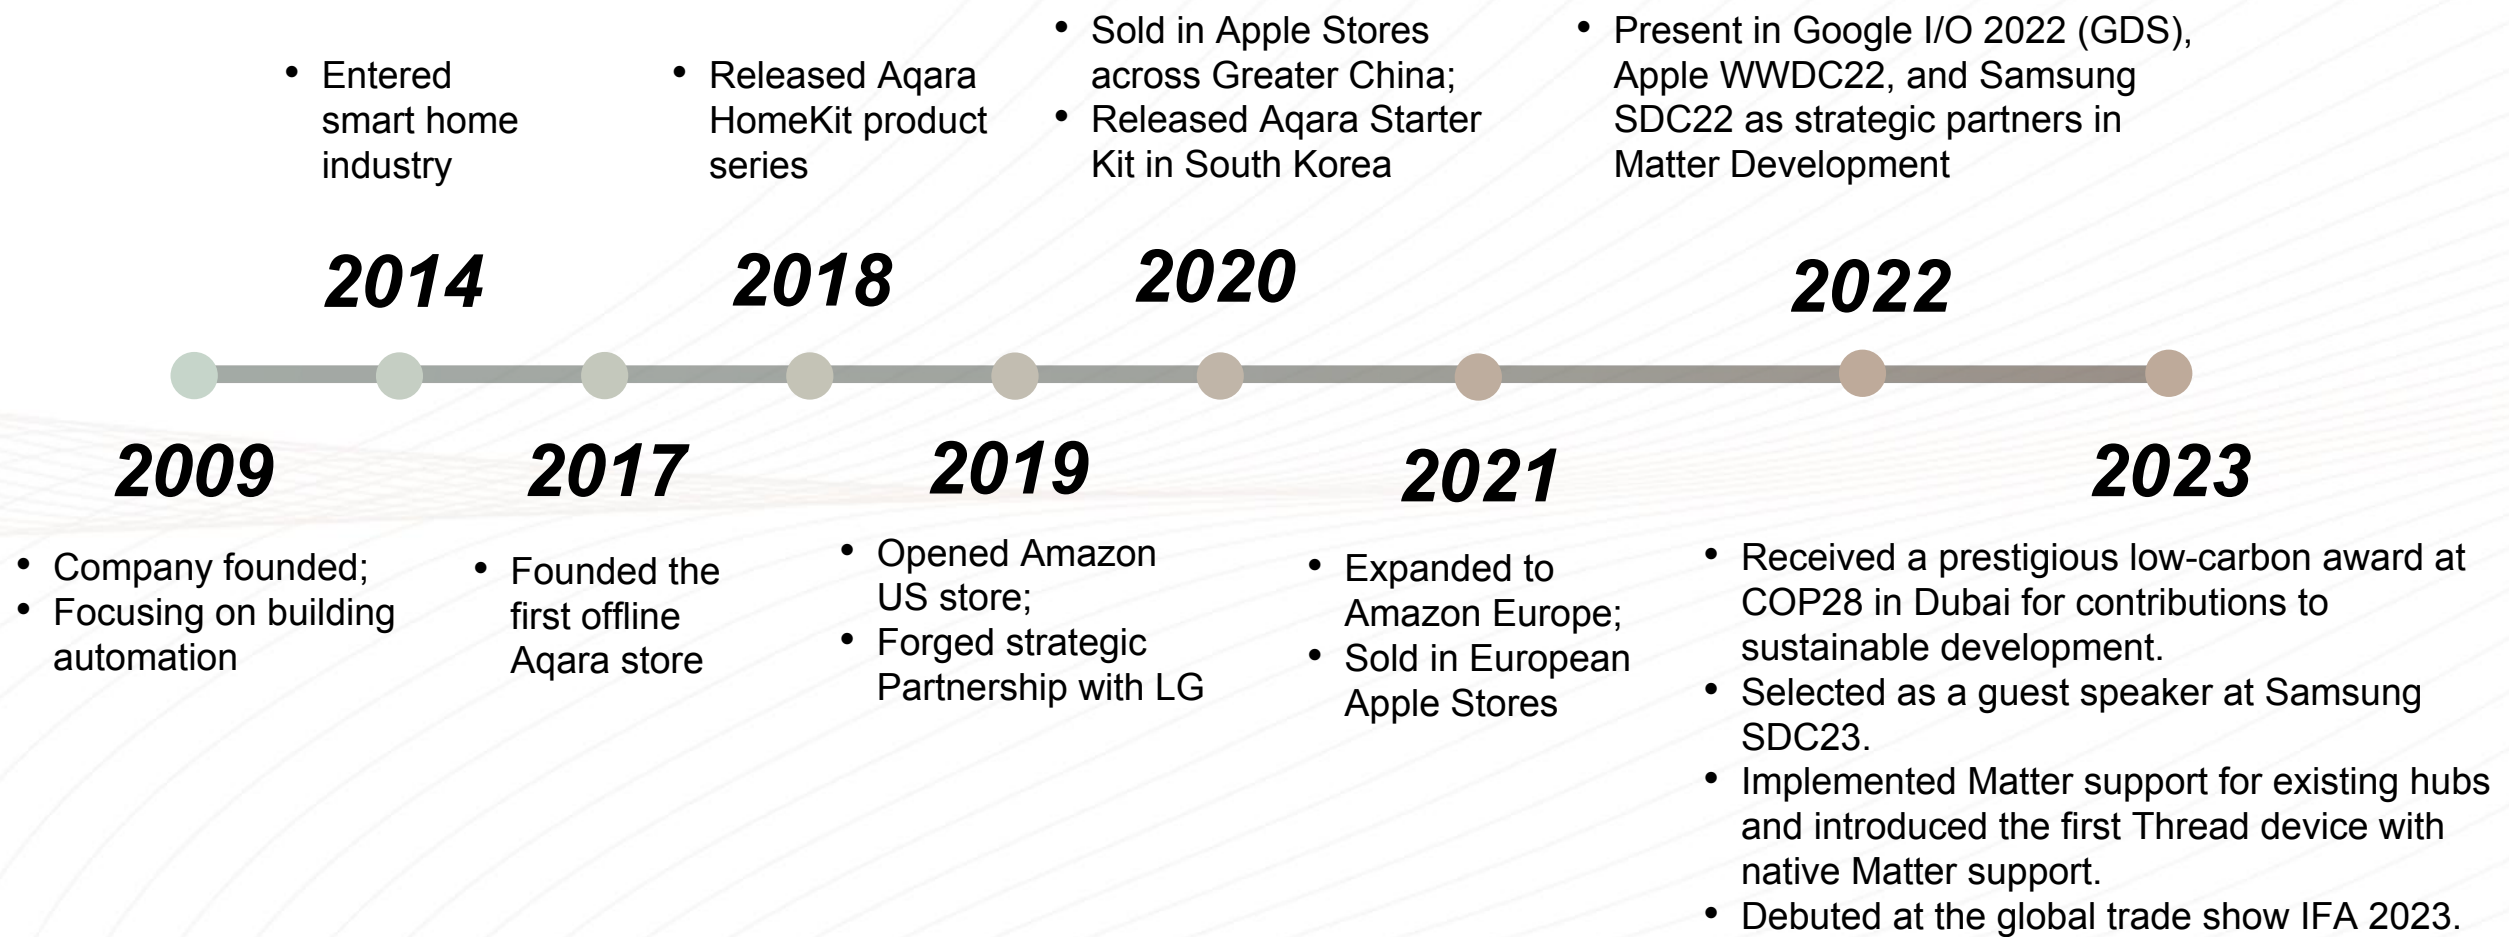 • Entered
smart home
industry
2014
• Released Aqara
HomeKit product
series
2018
• Sold in Apple Stores
across Greater China;
• Released Aqara Starter
Kit in South Korea
2020
• Present in Google I/O 2022 (GDS),
Apple WWDC22, and Samsung
SDC22 as strategic partners in
Matter Development
2022
2009
• Company founded;
• Focusing on building
automation
2017
• Founded the
first offline
Aqara store
2019
• Opened Amazon
US store;
• Forged strategic
Partnership with LG
2021
• Expanded to
Amazon Europe;
• Sold in European
Apple Stores
2023
• Received a prestigious low-carbon award at
COP28 in Dubai for contributions to
sustainable development.
• Selected as a guest speaker at Samsung
SDC23.
• Implemented Matter support for existing hubs
and introduced the first Thread device with
native Matter support.
• Debuted at the global trade show IFA 2023.